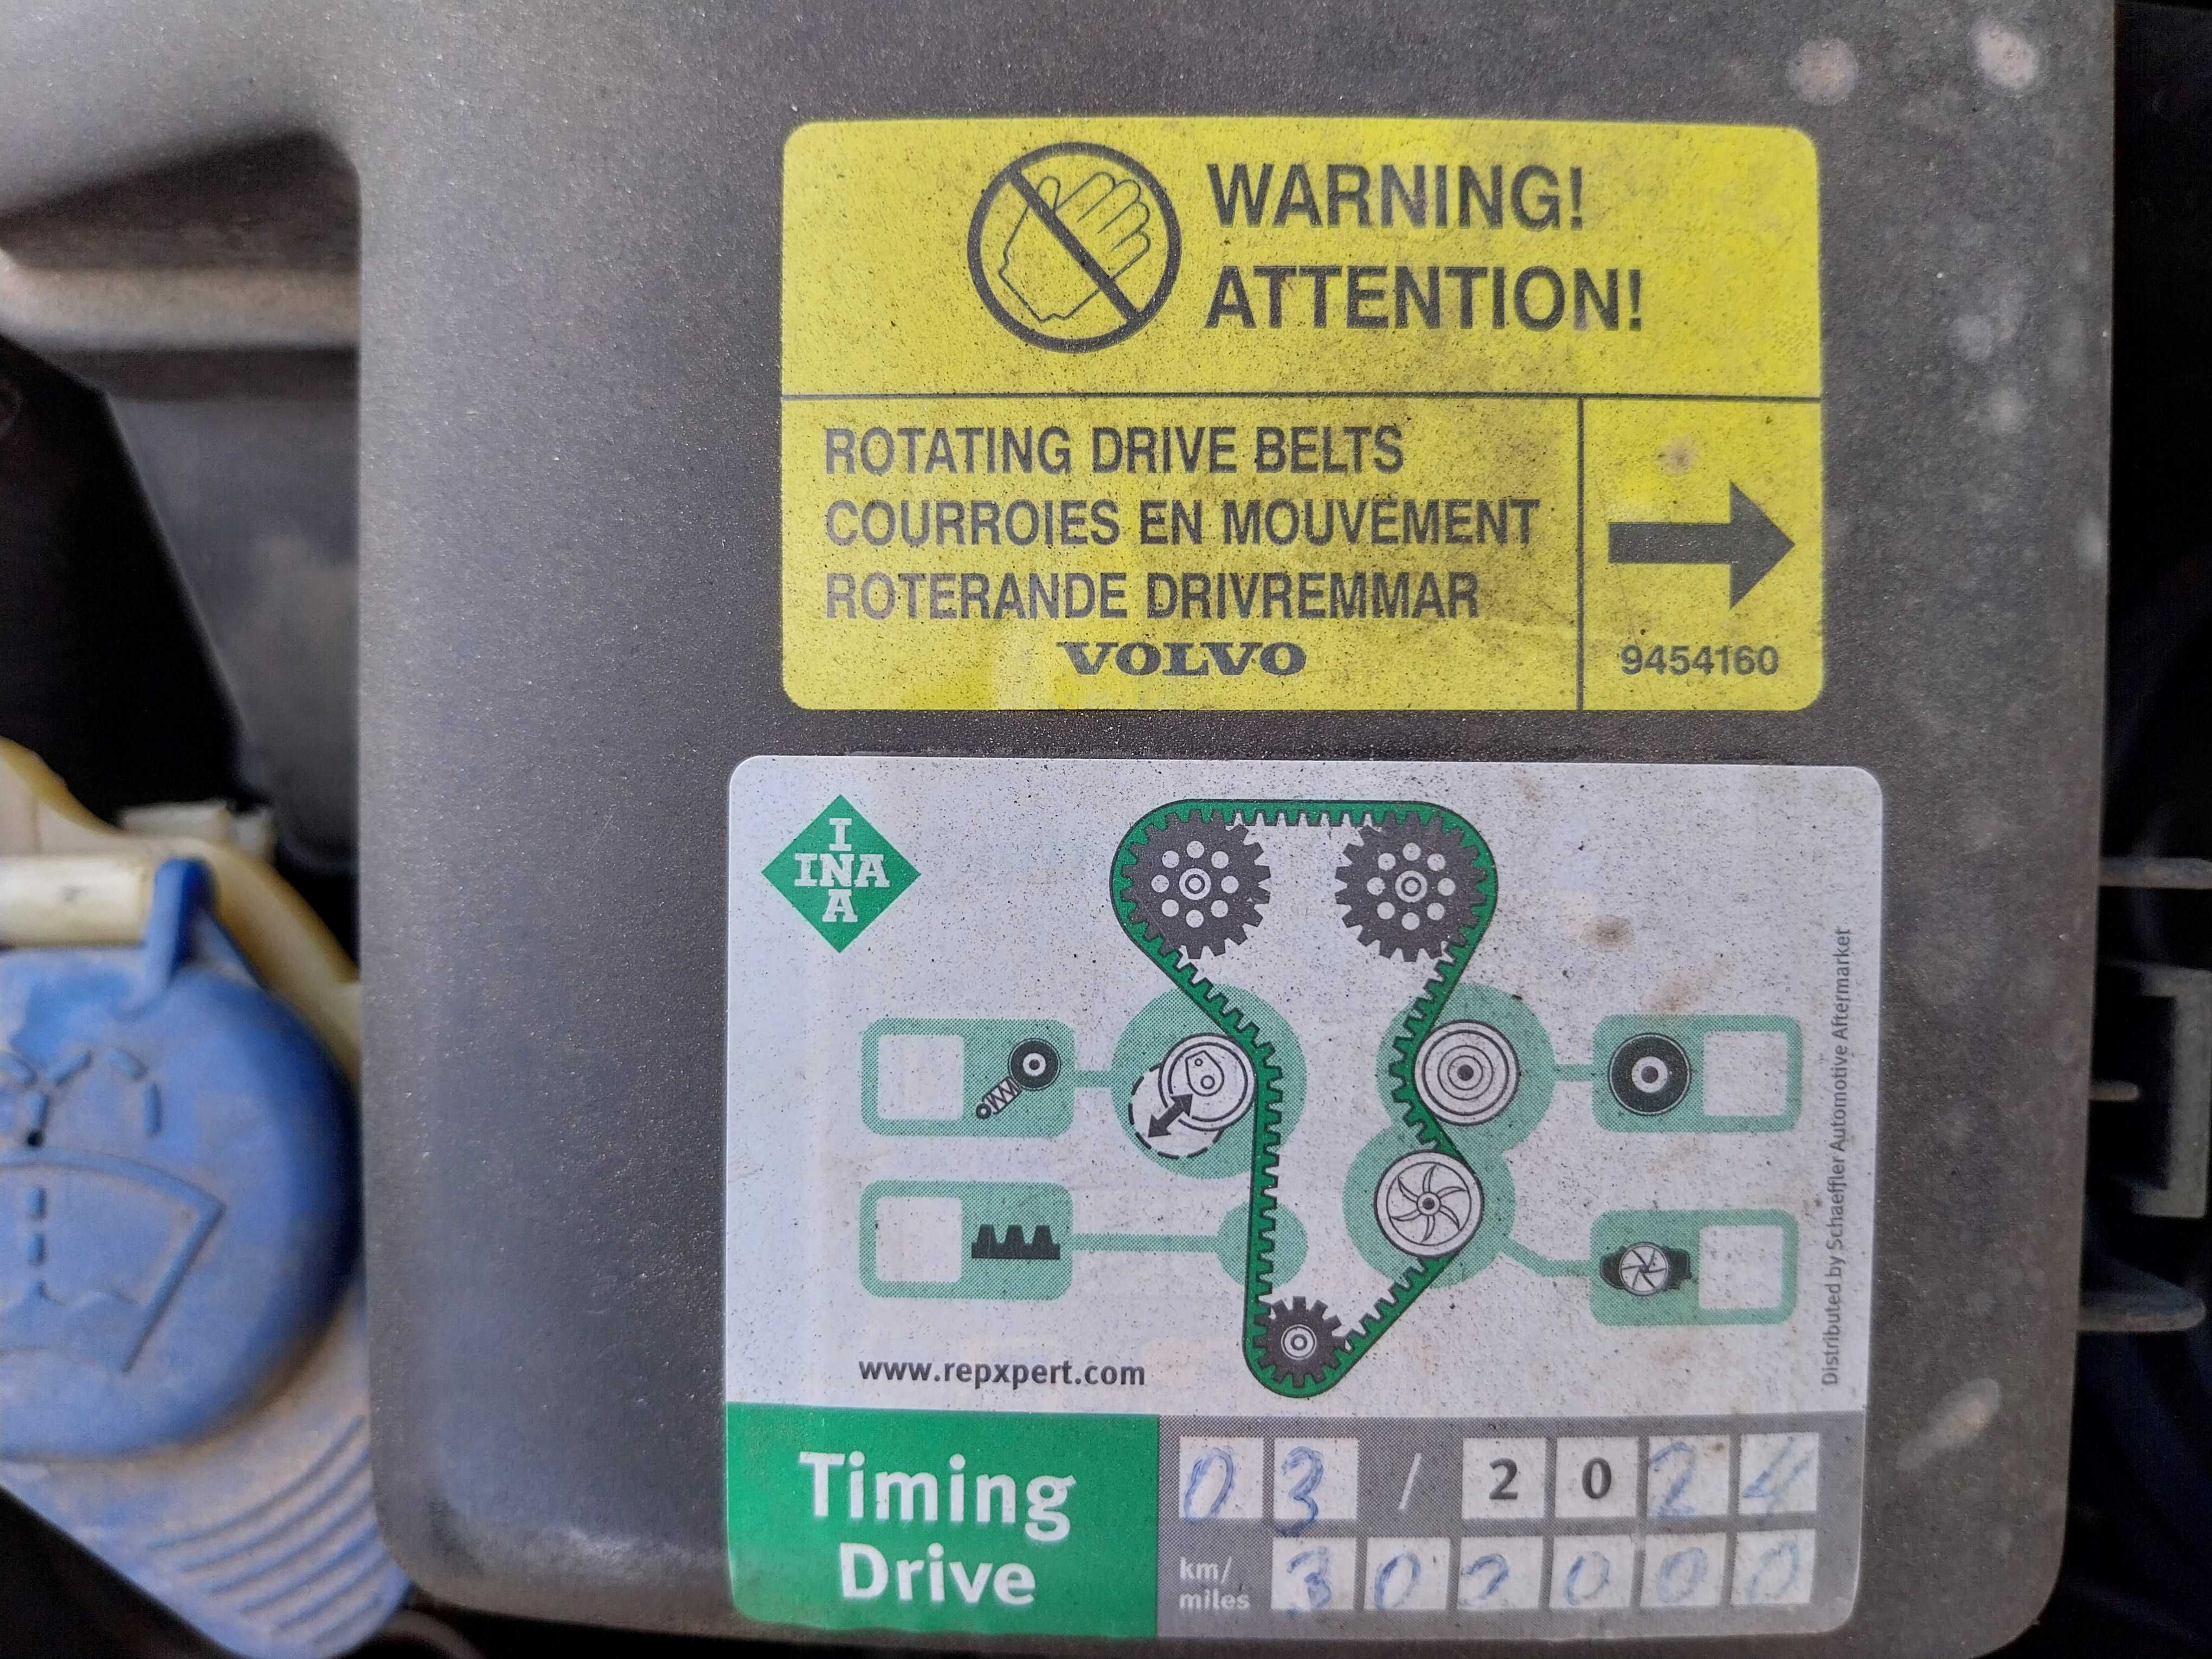 WARNING!
ATTENTION!
ROTATING DRIVE BELTS
COURROIES EN MOUVEMENT
ROTERANDE DRIVREMMAR
VOLVO
9454160
INA
INA
Distributed by Schaeffler Automotive Aftermarket
www.repxpert.com
Timing
Drive
03/2024
km/
miles
302000